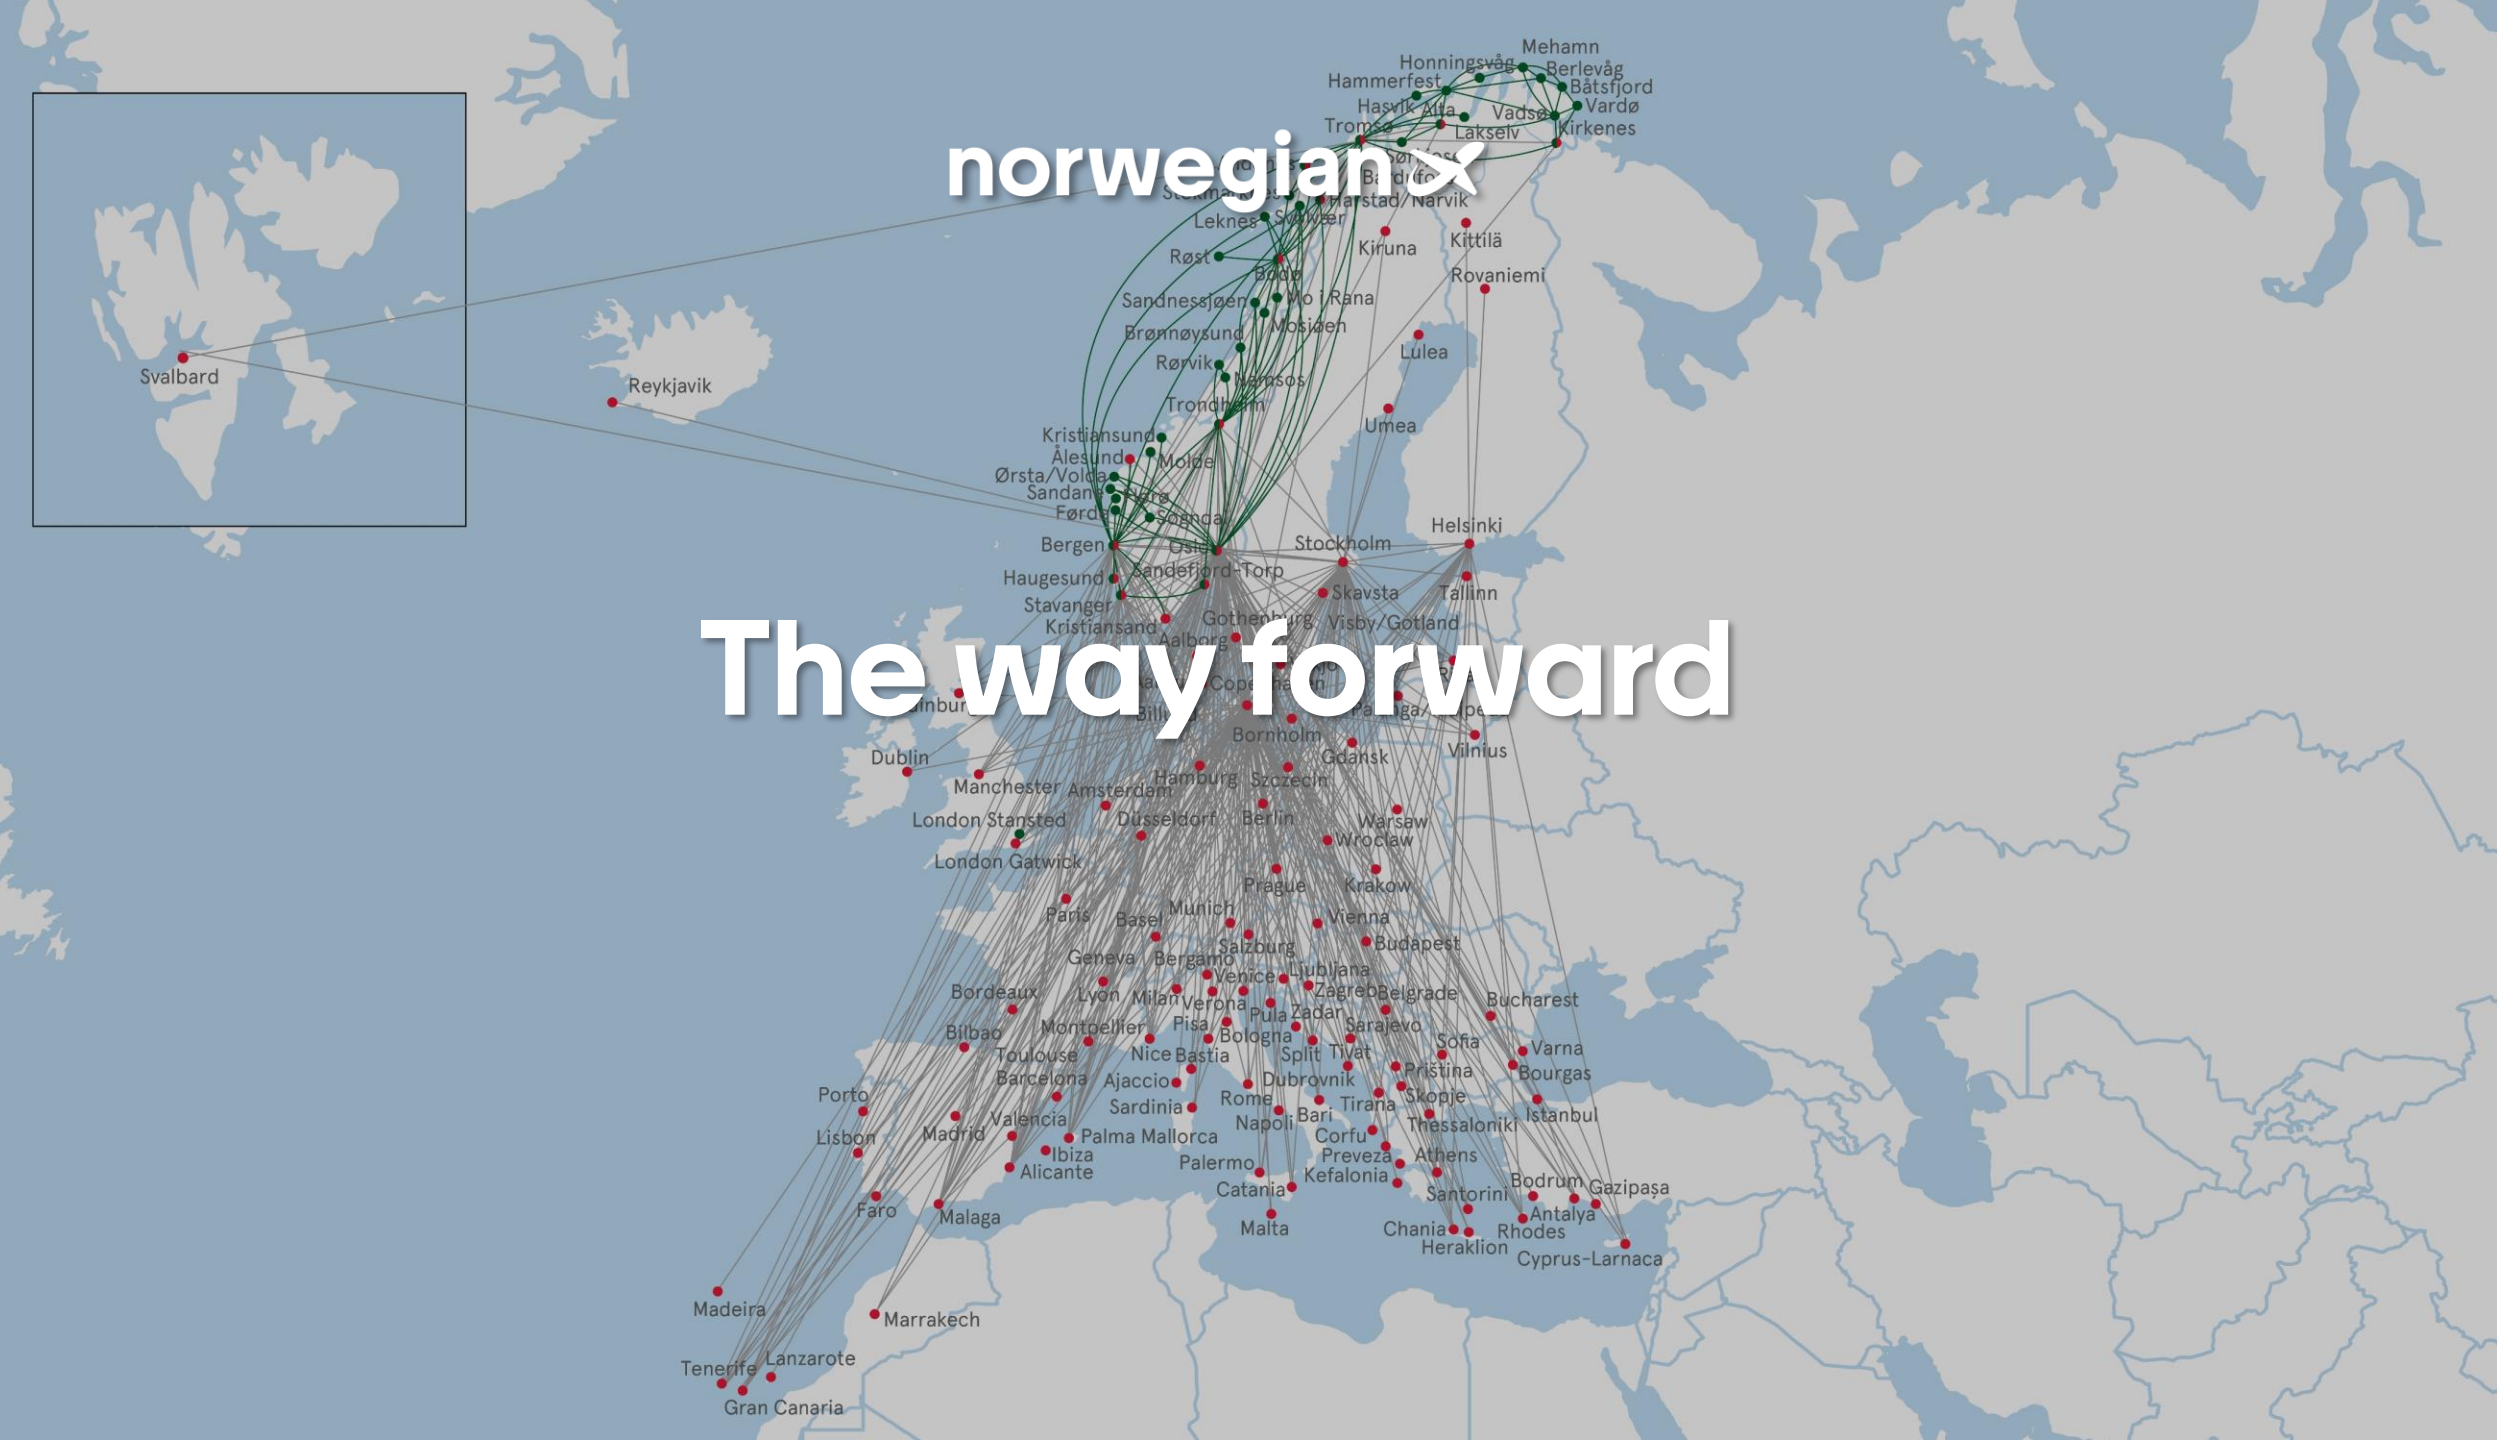 Mehamn
Honningsvåg
Berlevåg
Hammerfest
Båtsfjord
Hasvik
Alta
Vadsø
Vardø
Tromsø
Lakselv
Kirkenes
norwegian
Harstad/Narvik
Leknes
Svolvær
Kiruna
Kittilä
Røst
Bodø
Rovaniemi
Sandnessjøen
Mo i Rana
Brønnøysund
Mosjøen
Lulea
Rørvik
Namsos
Svalbard
Reykjavik
Trondheim
Umea
Kristiansund
Ålesund
Molde
Ørsta/Volda
Sandane
Førde
Sogndal
Helsinki
Bergen
Oslo
Stockholm
Haugesund
Sandefjord-Torp
Skavsta
Tallinn
Stavanger
Kristiansand
Gothenburg
Visby/Gotland
Aalborg
The way forward
Bornholm
Vilnius
Dublin
Gdansk
Manchester
Amsterdam
Hamburg
Szczecin
London Stansted
Düsseldorf
Berlin
Warsaw
Wroclaw
London Gatwick
Prague
Krakow
Paris
Basel
Munich
Vienna
Salzburg
Budapest
Geneva
Bergamo
Venice
Ljubljana
Bordeaux
Lyon
Milan
Verona
Zagreb
Belgrade
Bucharest
Pula
Zadar
Bilbao
Montpellier
Pisa
Bologna
Sarajevo
Toulouse
Nice
Bastia
Split
Tivat
Sofia
Varna
Barcelona
Ajaccio
Dubrovnik
Priština
Bourgas
Porto
Valencia
Sardinia
Rome
Napoli
Bari
Tirana
Skopje
Thessaloniki
Istanbul
Lisbon
Madrid
Palma Mallorca
Corfu
Ibiza
Alicante
Palermo
Preveza
Athens
Kefalonia
Catania
Santorini
Bodrum
Gazipaşa
Faro
Malaga
Malta
Chania
Rhodes
Antalya
Heraklion
Cyprus-Larnaca
Madeira
Marrakech
Tenerife
Lanzarote
Gran Canaria